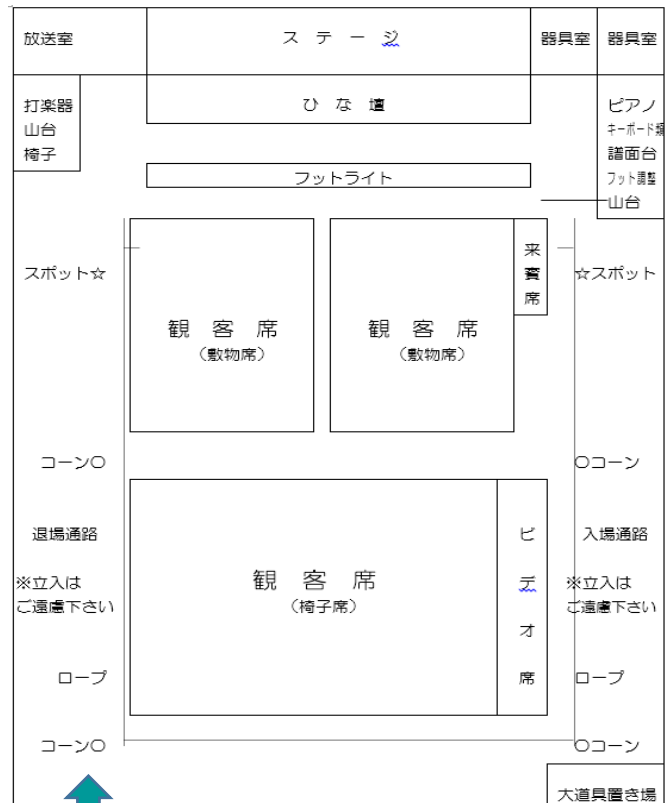 放送室
ステージ
器具室
器具室
打楽器
山台
椅子
ひな壇
ピアノ
キーボード類
譜面台
フット調整
山台
フットライト
スポット☆
観客席
（敷物席）
観客席
（敷物席）
来賓席
☆スポット
コーン〇
〇コーン
退場通路
※立入は
ご遠慮下さい
観客席
（椅子席）
ビデオ席
入場通路
※立入は
ご遠慮下さい
ロープ
ロープ
コーン〇
〇コーン
大道具置き場